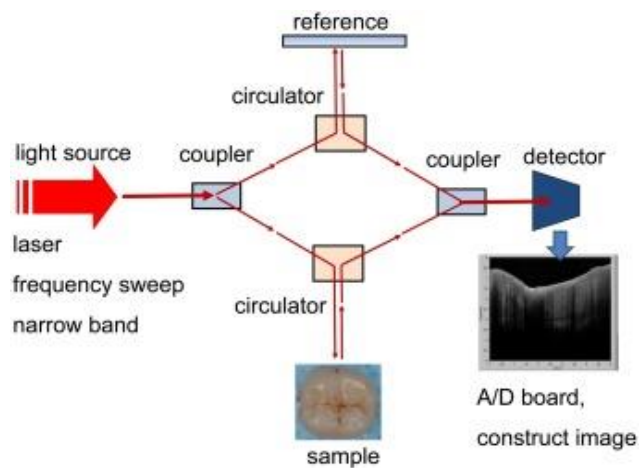 reference
circulator
light source
coupler
coupler
detector
laser
frequency sweep
narrow band
circulator
sample
A/D board,
construct image